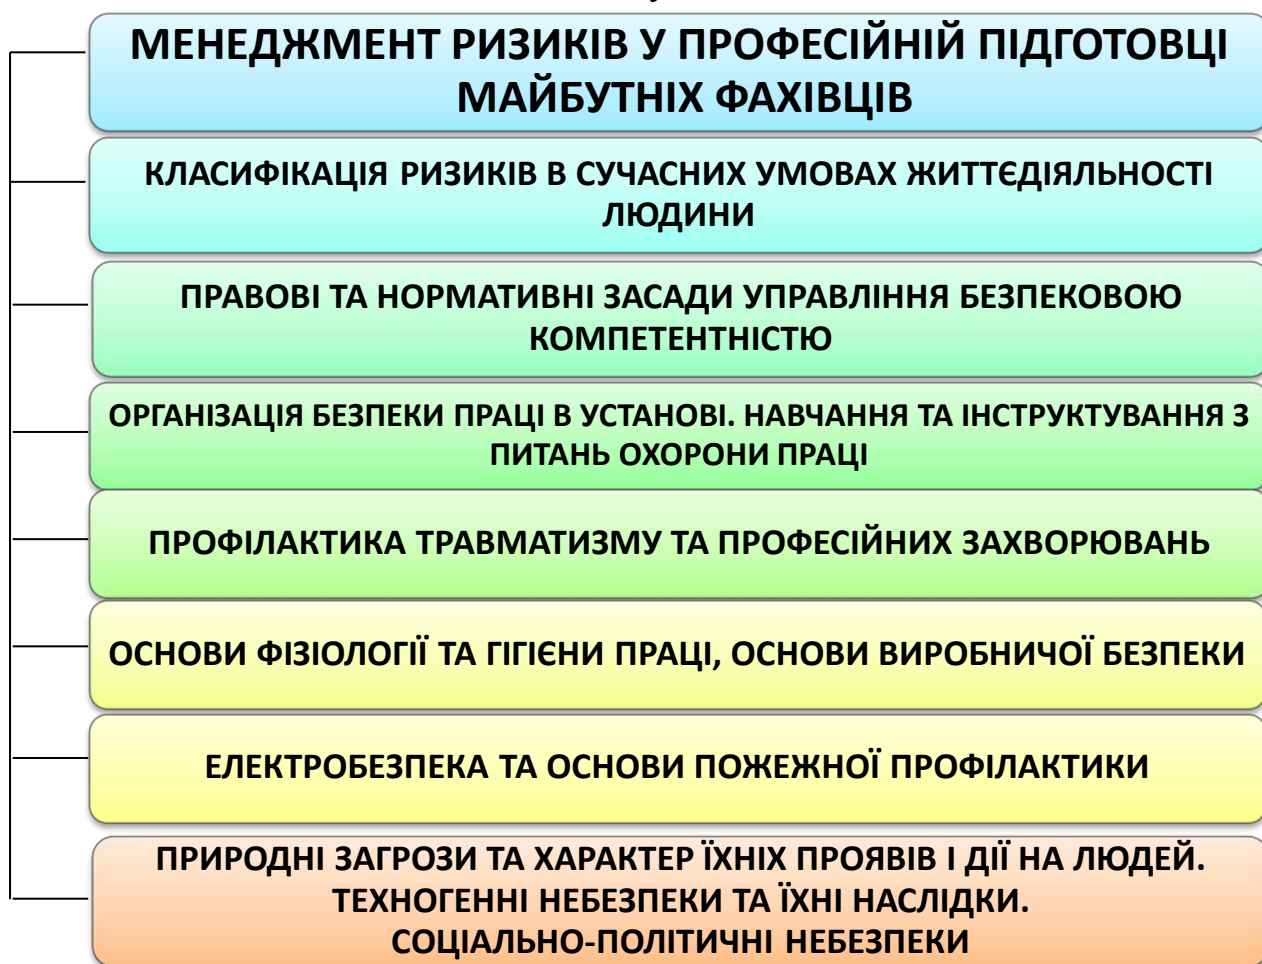 МЕНЕДЖМЕНТ РИЗИКІВ У ПРОФЕСІЙНІЙ ПІДГОТОВЦІ
МАЙБУТНІХ ФАХІВЦІВ
КЛАСИФІКАЦІЯ РИЗИКІВ В СУЧАСНИХ УМОВАХ ЖИТТЄДІЯЛЬНОСТІ
ЛЮДИНИ
ПРАВОВІ ТА НОРМАТИВНІ ЗАСАДИ УПРАВЛІННЯ БЕЗПЕКОВОЮ
КОМПЕТЕНТНІСТЮ
ОРГАНІЗАЦІЯ БЕЗПЕКИ ПРАЦІ В УСТАНОВІ. НАВЧАННЯ ТА ІНСТРУКТУВАННЯ З
ПИТАНЬ ОХОРОНИ ПРАЦІ
ПРОФІЛАКТИКА ТРАВМАТИЗМУ ТА ПРОФЕСІЙНИХ ЗАХВОРЮВАНЬ
ОСНОВИ ФІЗІОЛОГІЇ ТА ГІГІЄНИ ПРАЦІ, ОСНОВИ ВИРОБНИЧОЇ БЕЗПЕКИ
ЕЛЕКТРОБЕЗПЕКА ТА ОСНОВИ ПОЖЕЖНОЇ ПРОФІЛАКТИКИ
ПРИРОДНІ ЗАГРОЗИ ТА ХАРАКТЕР ЇХНІХ ПРОЯВІВ І ДІЇ НА ЛЮДЕЙ.
ТЕХНОГЕННІ НЕБЕЗПЕКИ ТА ЇХНІ НАСЛІДКИ.
СОЦІАЛЬНО-ПОЛІТИЧНІ НЕБЕЗПЕКИ